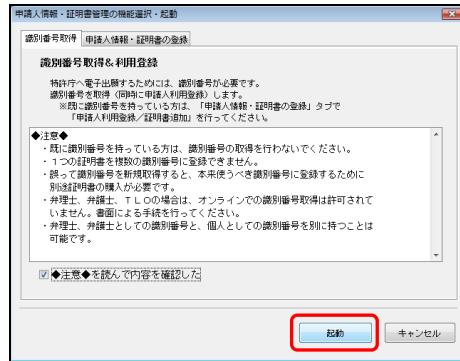 申請人情報・証明書管理の機能選択・起動
識別番号取得 申請人情報・証明書の登録
識別番号取得&利用登録
特許庁へ電子出願するためには、識別番号が必要です。
識別番号を取得（同時に申請人利用登録）します。
※既に識別番号を持っている方は、「申請人情報・証明書の登録」タブで
「申請人利用登録／証明書追加」を行ってください。
◆注意◆
・既に識別番号を持っている方は、識別番号の取得を行わないでください。
・１つの証明書を複数の識別番号に登録できません。
・誤って識別番号を新規取得すると、本来使うべき識別番号に登録するために
別途証明書の購入が必要です。
・弁理士、弁護士、ＴＬＯの場合は、オンラインでの識別番号取得は許可されて
いません。書面による手続を行ってください。
・弁理士、弁護士としての識別番号と、個人としての識別番号を別に持つことは
可能です。
◆注意◆を読んで内容を確認した
起動 キャンセル